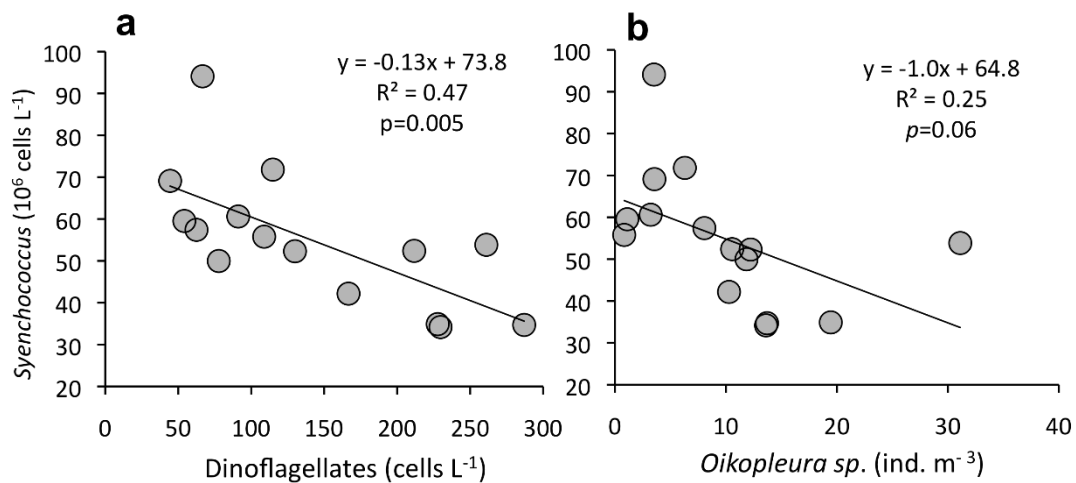 a
y = -0.13x + 73.8
R² = 0.47
p=0.005
100
90
80
70
60
50
40
30
20
Syenchococcus (10⁶ cells L⁻¹)
0 50 100 150 200 250 300
Dinoflagellates (cells L⁻¹)
b
y = -1.0x + 64.8
R² = 0.25
p=0.06
100
90
80
70
60
50
40
30
20
0 10 20 30 40
Oikopleura sp. (ind. m⁻³)